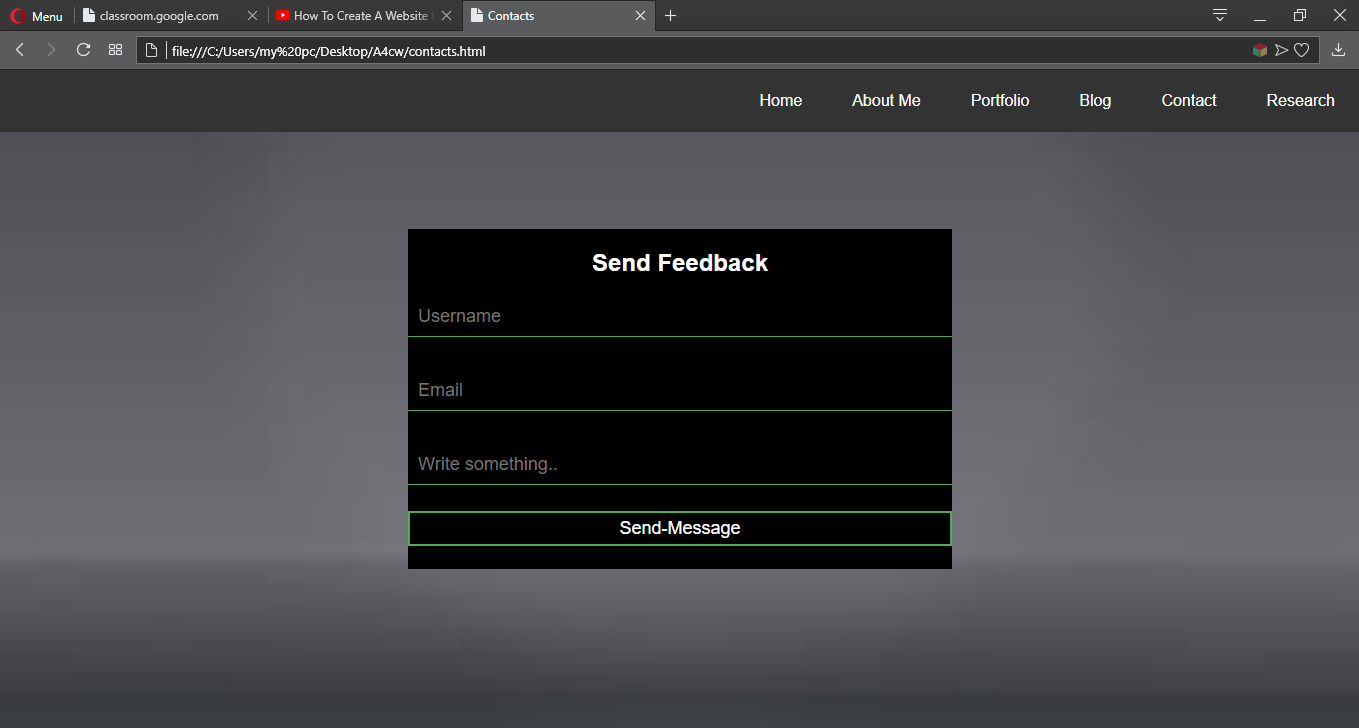 Menu classroom.google.com How To Create A Website Contacts
file:///C:/Users/my%20pc/Desktop/A4cw/contacts.html
Home About Me Portfolio Blog Contact Research
Send Feedback
Username
Email
Write something..
Send-Message